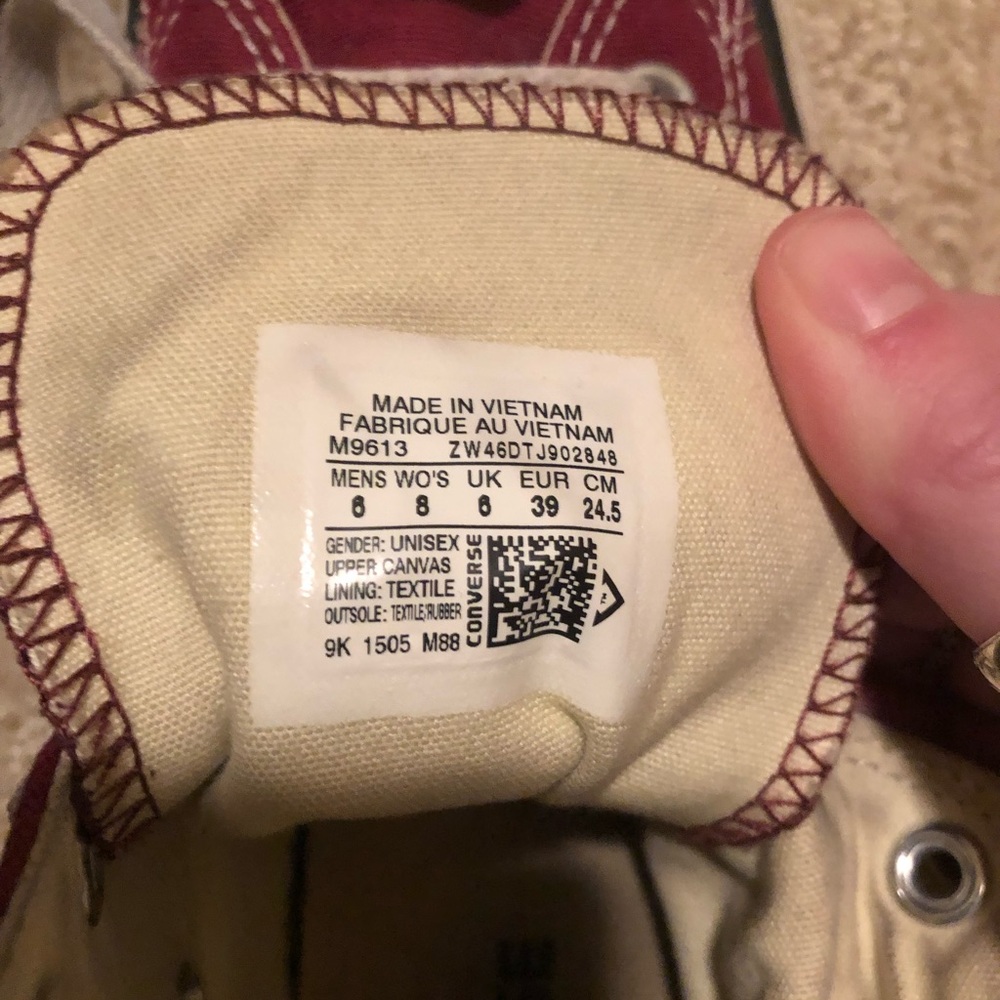 MADE IN VIETNAM
FABRIQUE AU VIETNAM
M9613 ZW46DTJ902848
MENS WO'S UK EUR CM
6 8 6 39 24.5
GENDER: UNISEX
UPPER CANVAS
LINING: TEXTILE
OUTSOLE: TEXTILE/RUBBER
9K 1505 M88
CONVERSE